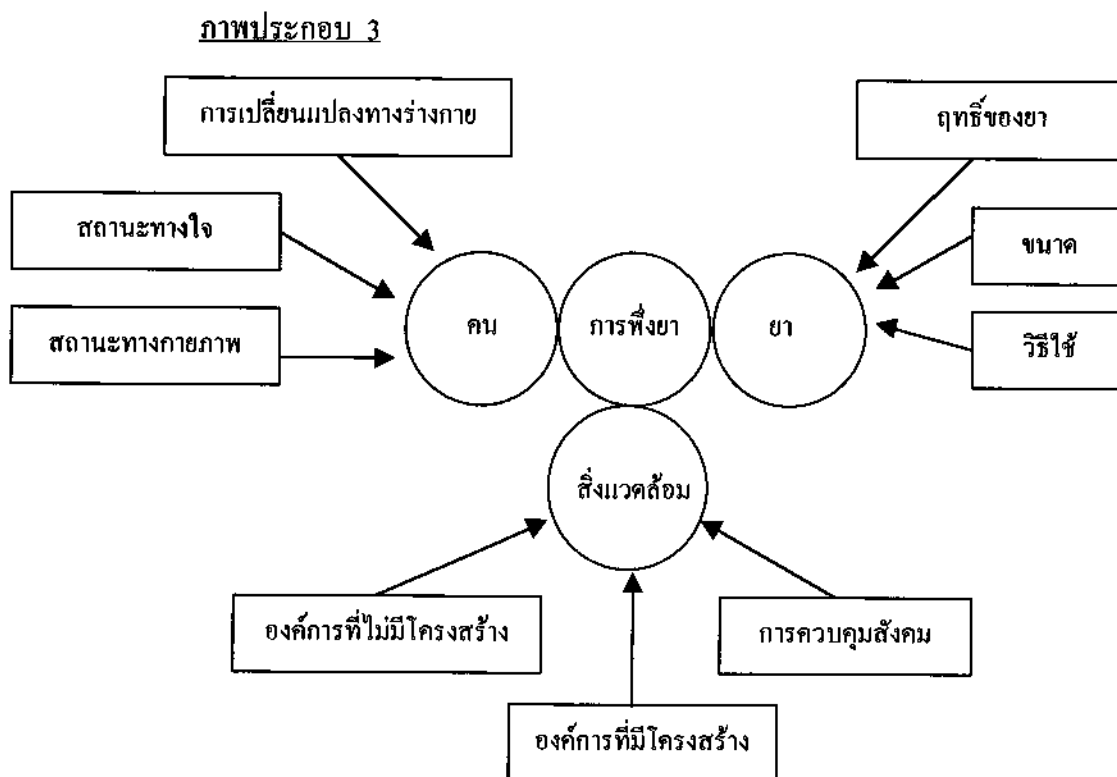 ภาพประกอบ 3
การเปลี่ยนแปลงทางร่างกาย
ฤทธิ์ของยา
สถานะทางใจ
ขนาด
สถานะทางกายภาพ
คน
การพึ่งยา
ยา
วิธีใช้
สิ่งแวดล้อม
องค์การที่ไม่มีโครงสร้าง
การควบคุมสังคม
องค์การที่มีโครงสร้าง